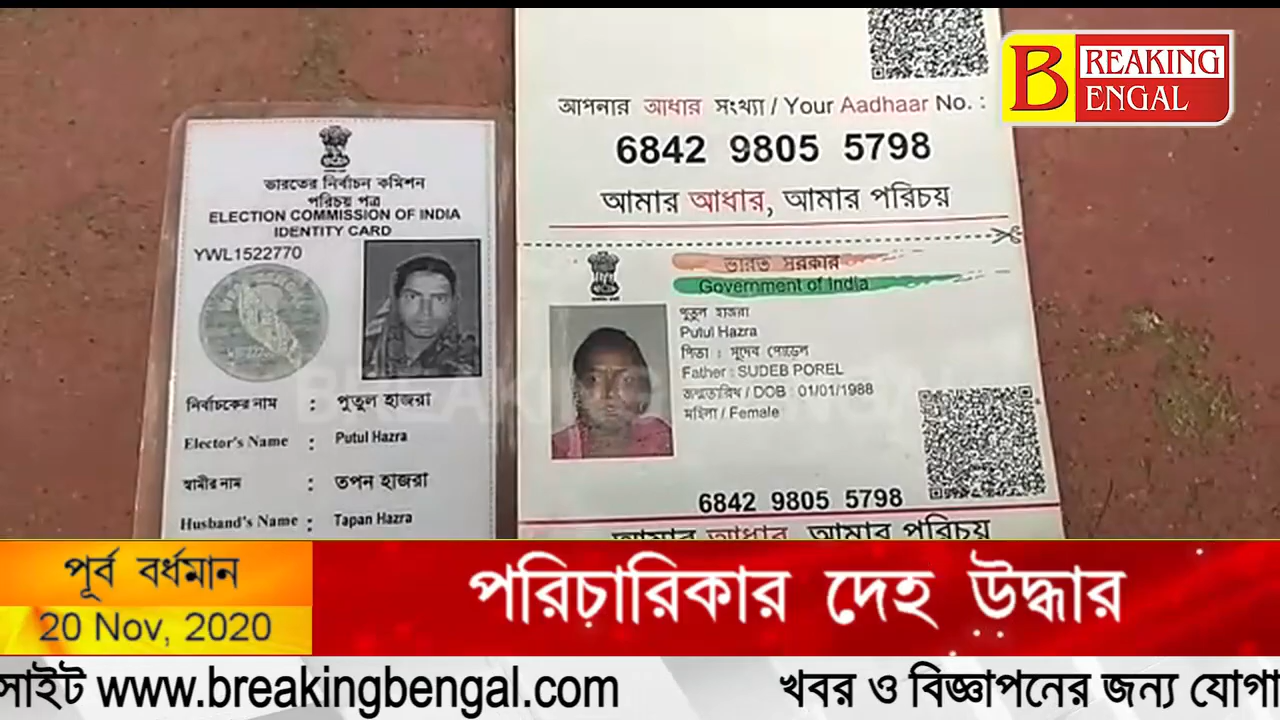 BREAKING BENGAL
আপনার আধার সংখ্যা / Your Aadhaar No. :
6842 9805 5798
আমার আধার, আমার পরিচয়
ভারতের নির্বাচন কমিশন
পরিচয় পত্র
ELECTION COMMISSION OF INDIA
IDENTITY CARD
YWL1522770
নির্বাচকের নাম : পুতুল হাজরা
Elector's Name : Putul Hazra
স্বামীর নাম : তপন হাজরা
Husband's Name : Tapan Hazra
ভারত সরকার
Government of India
পুতুল হাজরা
Putul Hazra
পিতা : সুদেব পোড়েল
Father : SUDEB POREL
জন্মতারিখ / DOB : 01/01/1988
মহিলা / Female
6842 9805 5798
আমার আধার, আমার পরিচয়
BREAKING BENGAL
পূর্ব বর্ধমান
20 Nov, 2020
পরিচারিকার দেহ উদ্ধার
সাইট www.breakingbengal.com খবর ও বিজ্ঞাপনের জন্য যোগা